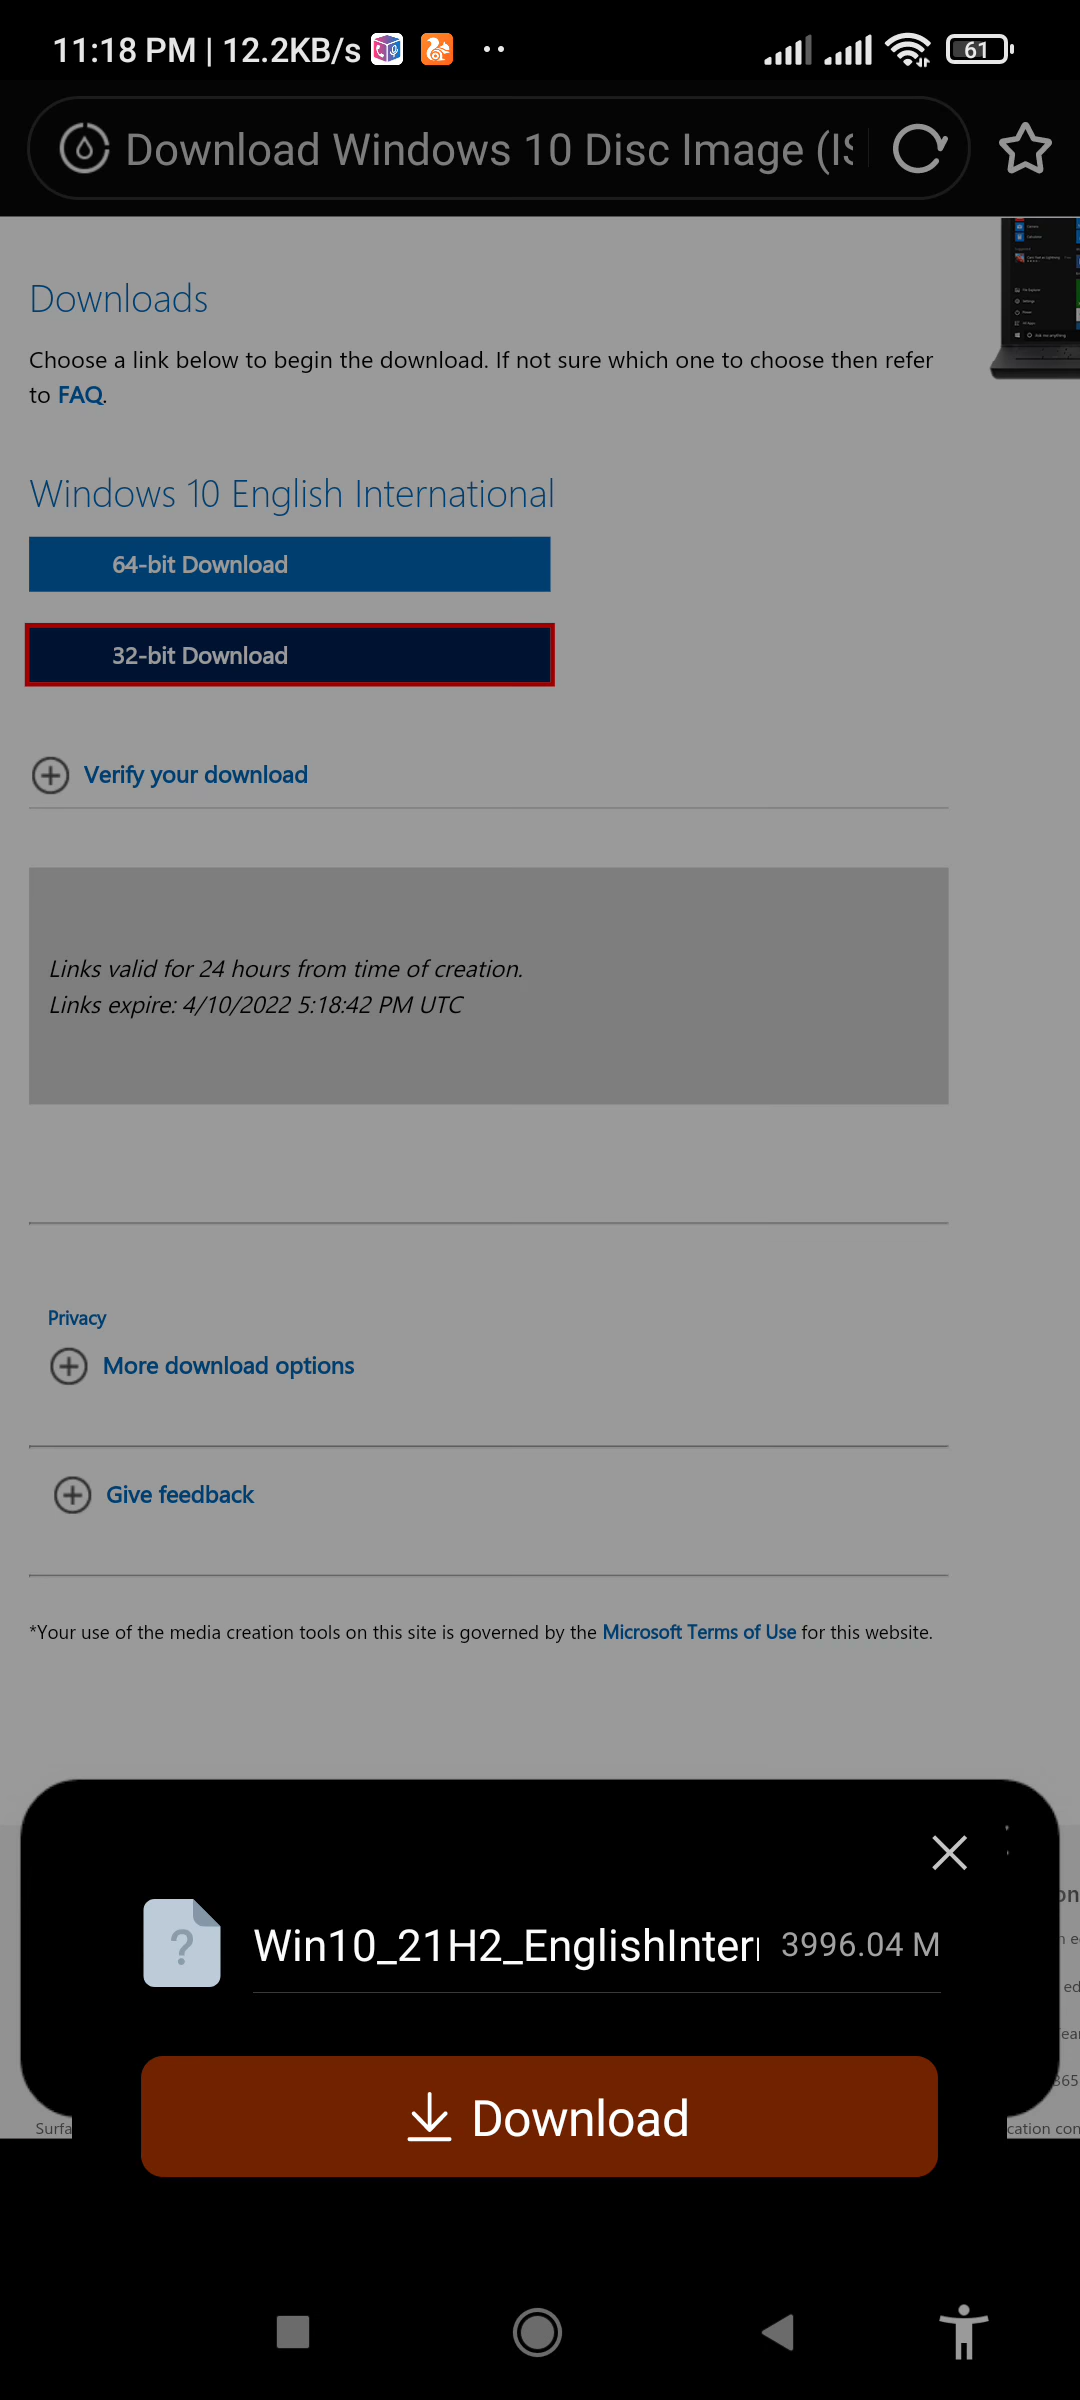 11:18 PM | 12.2KB/s
61
Download Windows 10 Disc Image (IS
Downloads
Choose a link below to begin the download. If not sure which one to choose then refer
to FAQ.
Windows 10 English International
64-bit Download
32-bit Download
Verify your download
Links valid for 24 hours from time of creation.
Links expire: 4/10/2022 5:18:42 PM UTC
Privacy
More download options
Give feedback
*Your use of the media creation tools on this site is governed by the Microsoft Terms of Use for this website.
Win10_21H2_EnglishInter
3996.04 M
365
Surfa
cation con
Download